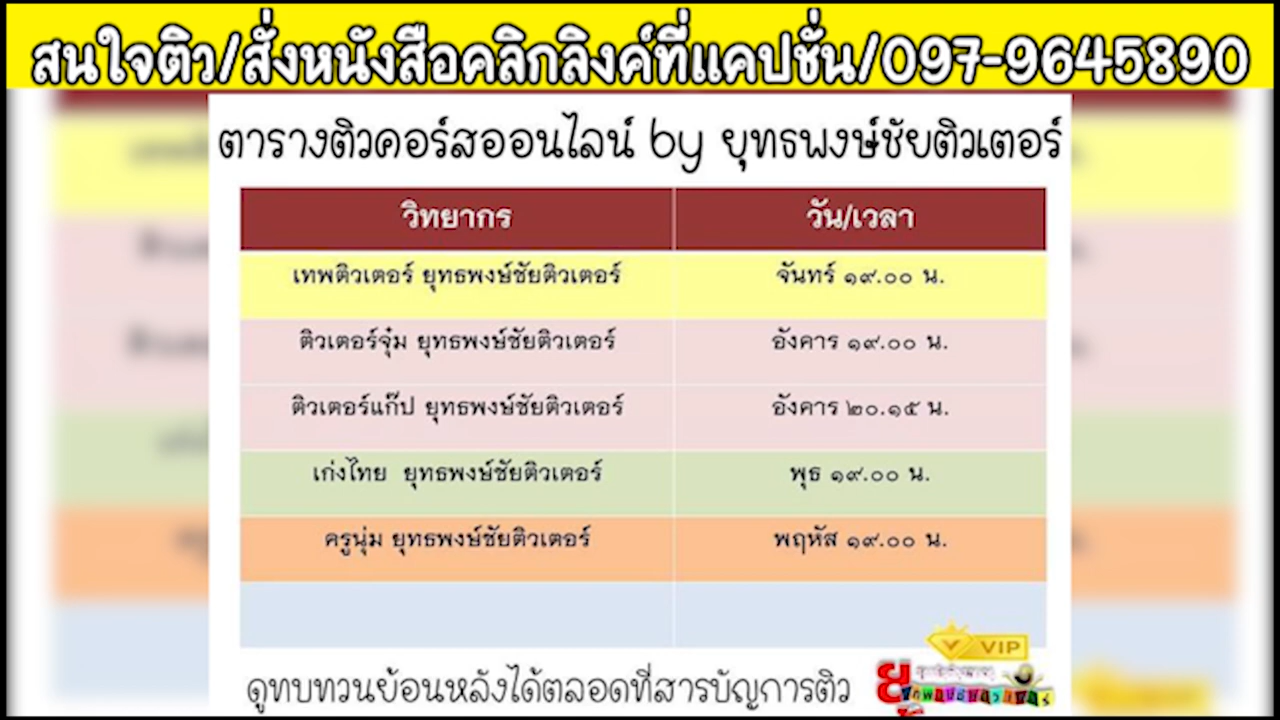 สนใจติว/สั่งหนังสือคลิกลิงค์ที่แคปชั่น/097-9645890
ตารางติวคอร์สออนไลน์ by ยุทธพงษ์ชัยติวเตอร์
วิทยากร วัน/เวลา
เทพติวเตอร์ ยุทธพงษ์ชัยติวเตอร์ จันทร์ ๑๙.๐๐ น.
ติวเตอร์จุ๋ม ยุทธพงษ์ชัยติวเตอร์ อังคาร ๑๙.๐๐ น.
ติวเตอร์แก๊ป ยุทธพงษ์ชัยติวเตอร์ อังคาร ๒๐.๑๕ น.
เก่งไทย ยุทธพงษ์ชัยติวเตอร์ พุธ ๑๙.๐๐ น.
ครูนุ่ม ยุทธพงษ์ชัยติวเตอร์ พฤหัส ๑๙.๐๐ น.
VIP
ดูทบทวนย้อนหลังได้ตลอดที่สารบัญการติว